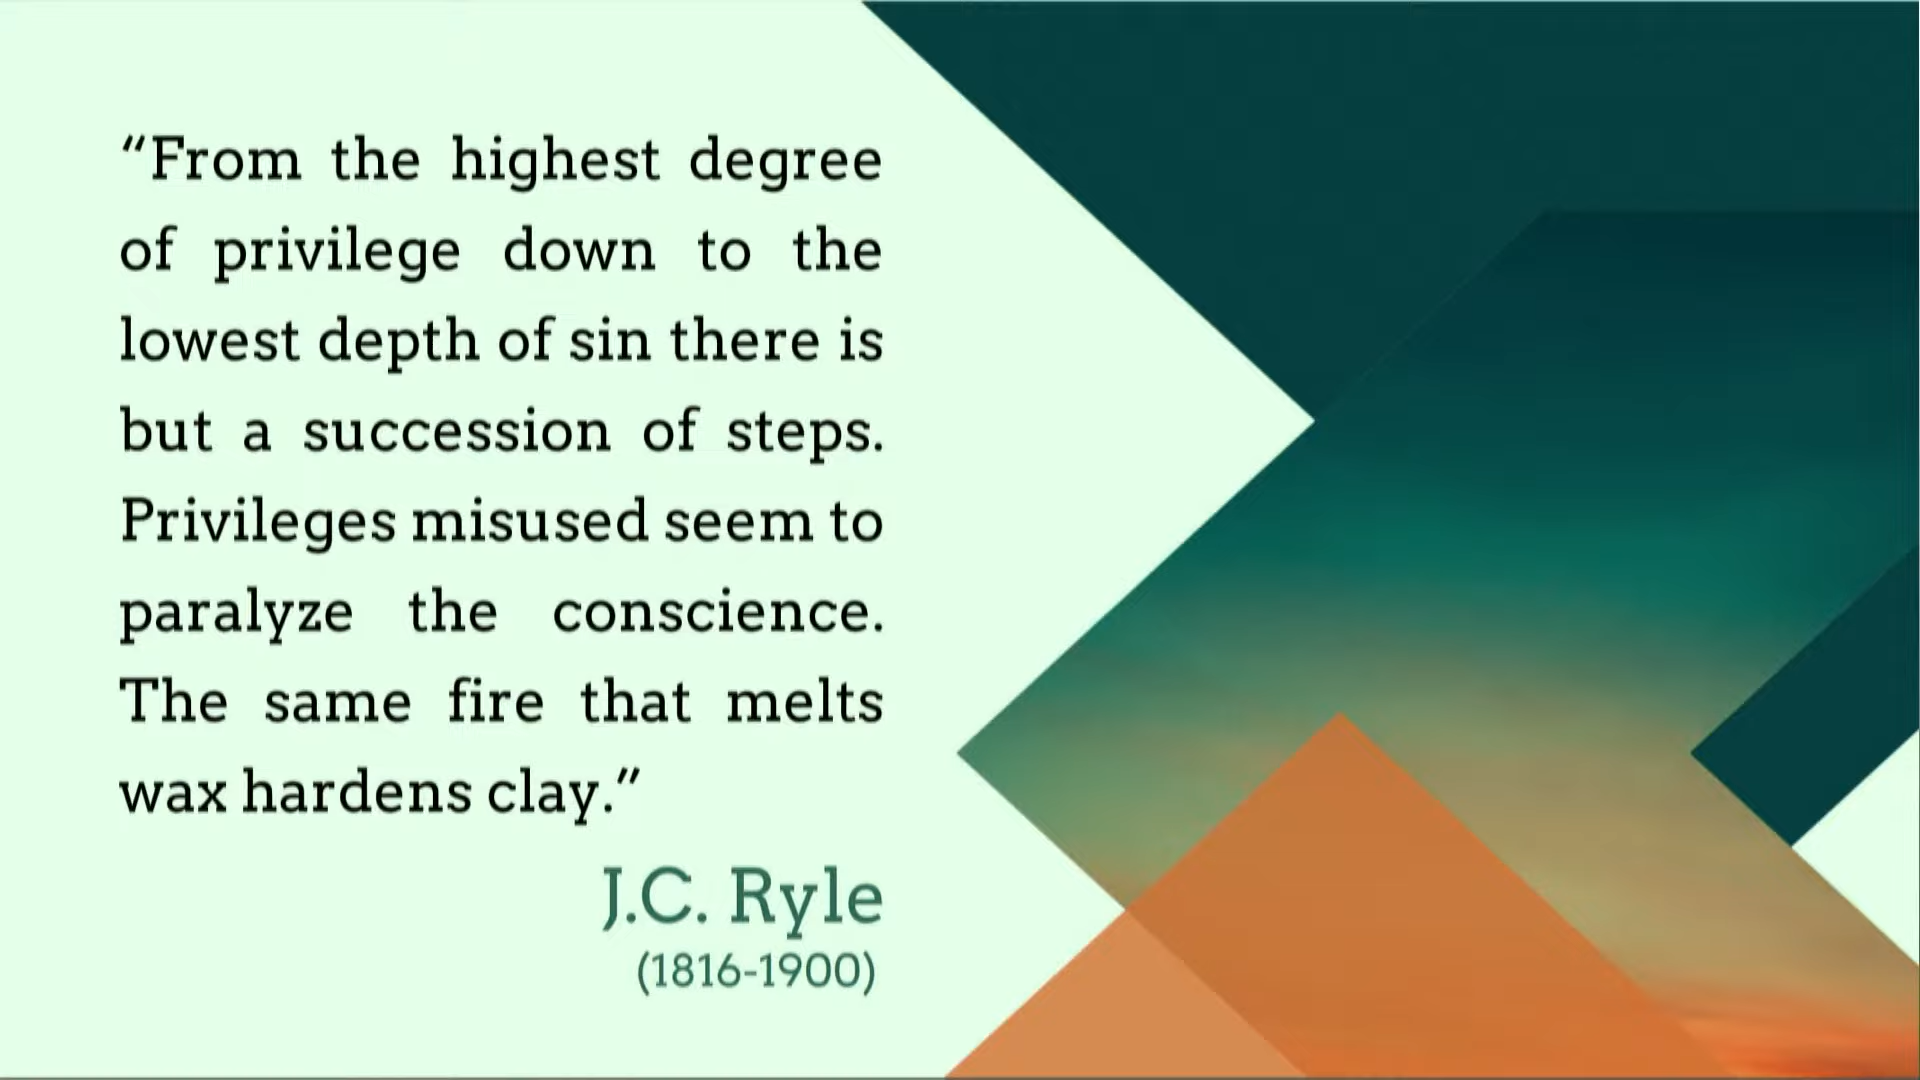 “From the highest degree
of privilege down to the
lowest depth of sin there is
but a succession of steps.
Privileges misused seem to
paralyze the conscience.
The same fire that melts
wax hardens clay.”
J.C. Ryle
(1816-1900)